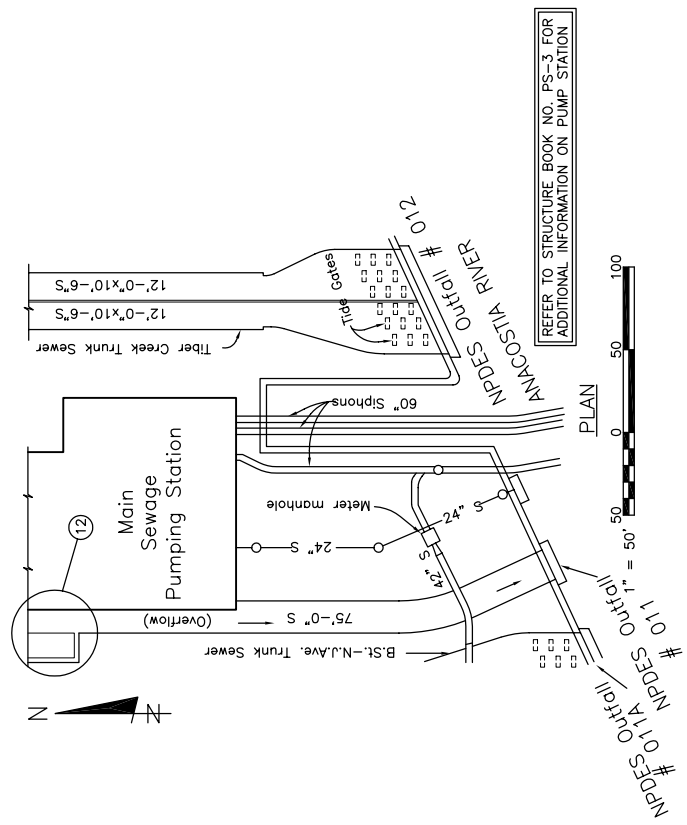 REFER TO STRUCTURE BOOK NO. PS-3 FOR
ADDITIONAL INFORMATION ON PUMP STATION
12'-0"x10'-6"S
12'-0"x10'-6"S
Tiber Creek Trunk Sewer
Tide Gates
NPDES Outfall # 012
ANACOSTIA RIVER
60" Siphons
Main
Sewage
Pumping Station
12
Meter manhole
24" S
24" S
42" S
75'-0" S
(Overflow)
B.St.-N.J.Ave. Trunk Sewer
N
N
NPDES Outfall
# 011
NPDES Outfall
# 011A
PLAN
50 0 50 100
1" = 50'